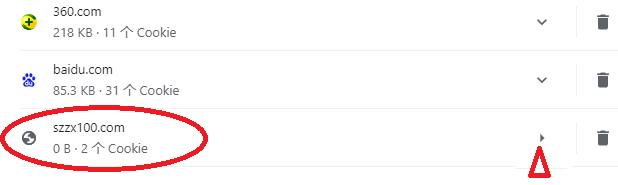 360.com
218 KB · 11 个 Cookie
baidu.com
85.3 KB · 31 个 Cookie
szzx100.com
0 B · 2 个 Cookie